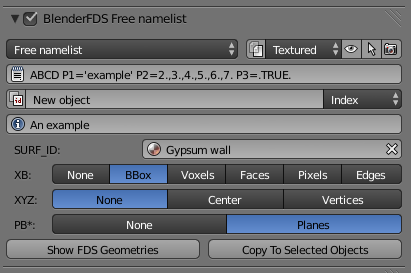 BlenderFDS Free namelist
Free namelist Textured
ABCD P1='example' P2=2.,3.,4.,5.,6.,7. P3=.TRUE.
id New object Index
An example
SURF_ID: Gypsum wall
XB: None BBox Voxels Faces Pixels Edges
XYZ: None Center Vertices
PB*: None Planes
Show FDS Geometries Copy To Selected Objects